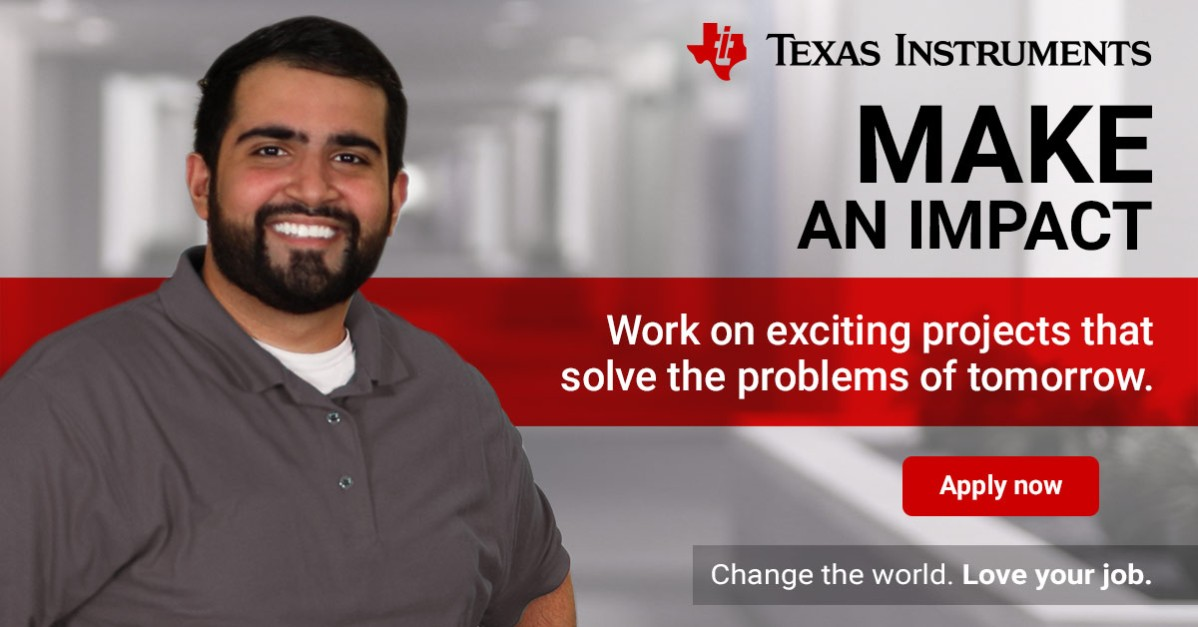 TEXAS INSTRUMENTS
MAKE
AN IMPACT
Work on exciting projects that
solve the problems of tomorrow.
Apply now
Change the world. Love your job.